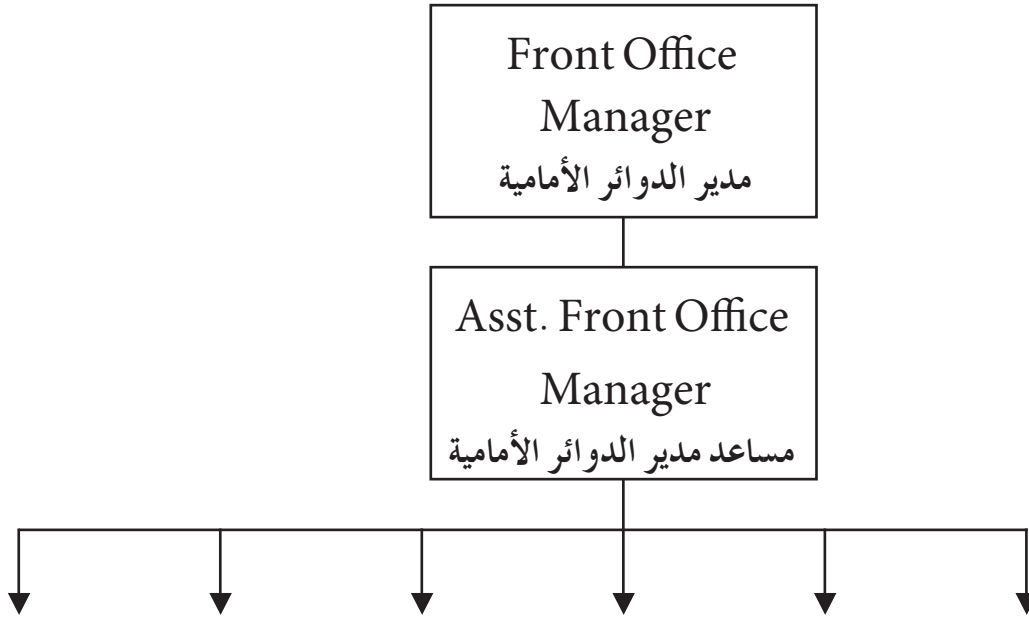 Front Office
Manager
مدير الدوائر الأمامية
Asst. Front Office
Manager
مساعد مدير الدوائر الأمامية